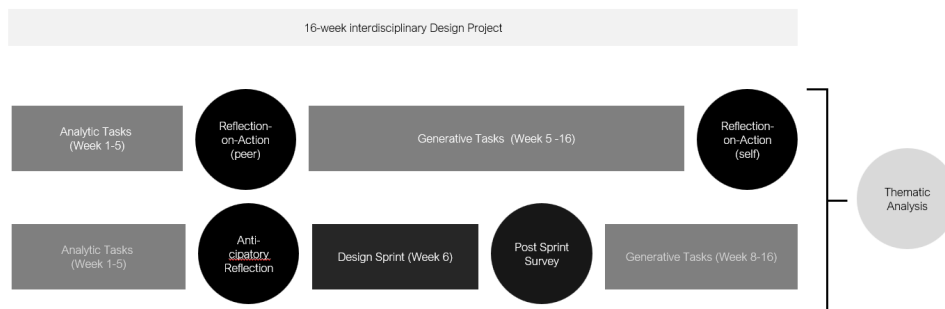 16-week interdisciplinary Design Project
Analytic Tasks
(Week 1-5)
Reflection-
on-Action
(peer)
Generative Tasks (Week 5 -16)
Reflection-
on-Action
(self)
Thematic
Analysis
Analytic Tasks
(Week 1-5)
Anti-
cipatory
Reflection
Design Sprint (Week 6)
Post Sprint
Survey
Generative Tasks (Week 8-16)